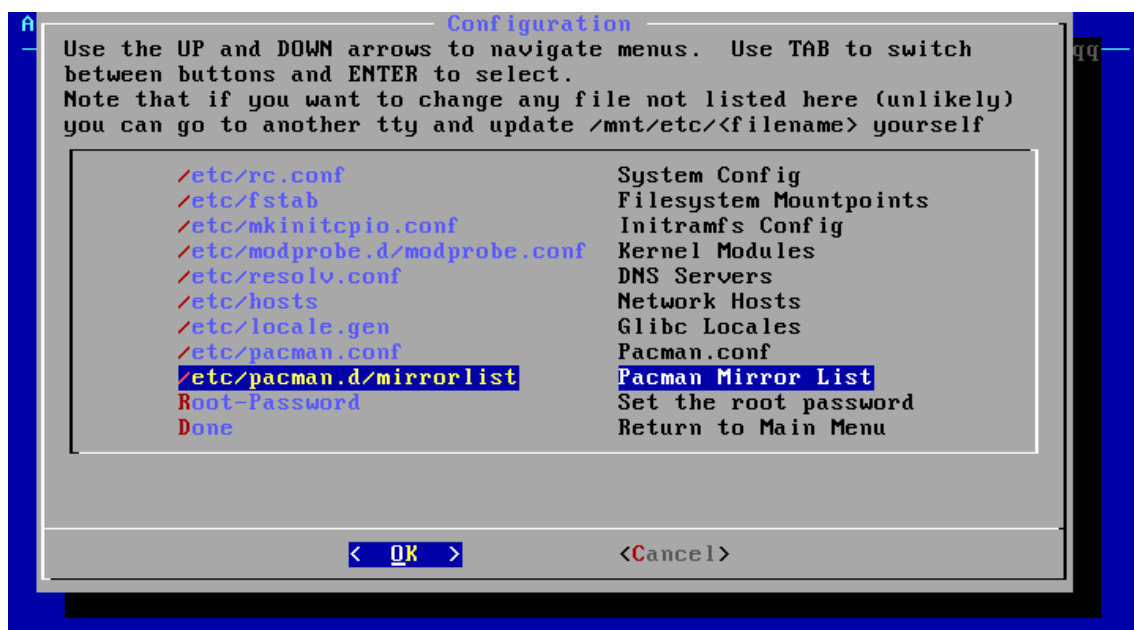 A
Configuration
Use the UP and DOWN arrows to navigate menus.  Use TAB to switch
between buttons and ENTER to select.
Note that if you want to change any file not listed here (unlikely)
you can go to another tty and update /mnt/etc/<filename> yourself
qq
/etc/rc.conf System Config
/etc/fstab Filesystem Mountpoints
/etc/mkinitcpio.conf Initramfs Config
/etc/modprobe.d/modprobe.conf Kernel Modules
/etc/resolv.conf DNS Servers
/etc/hosts Network Hosts
/etc/locale.gen Glibc Locales
/etc/pacman.conf Pacman.conf
/etc/pacman.d/mirrorlist Pacman Mirror List
Root-Password Set the root password
Done Return to Main Menu
< OK > <Cancel>